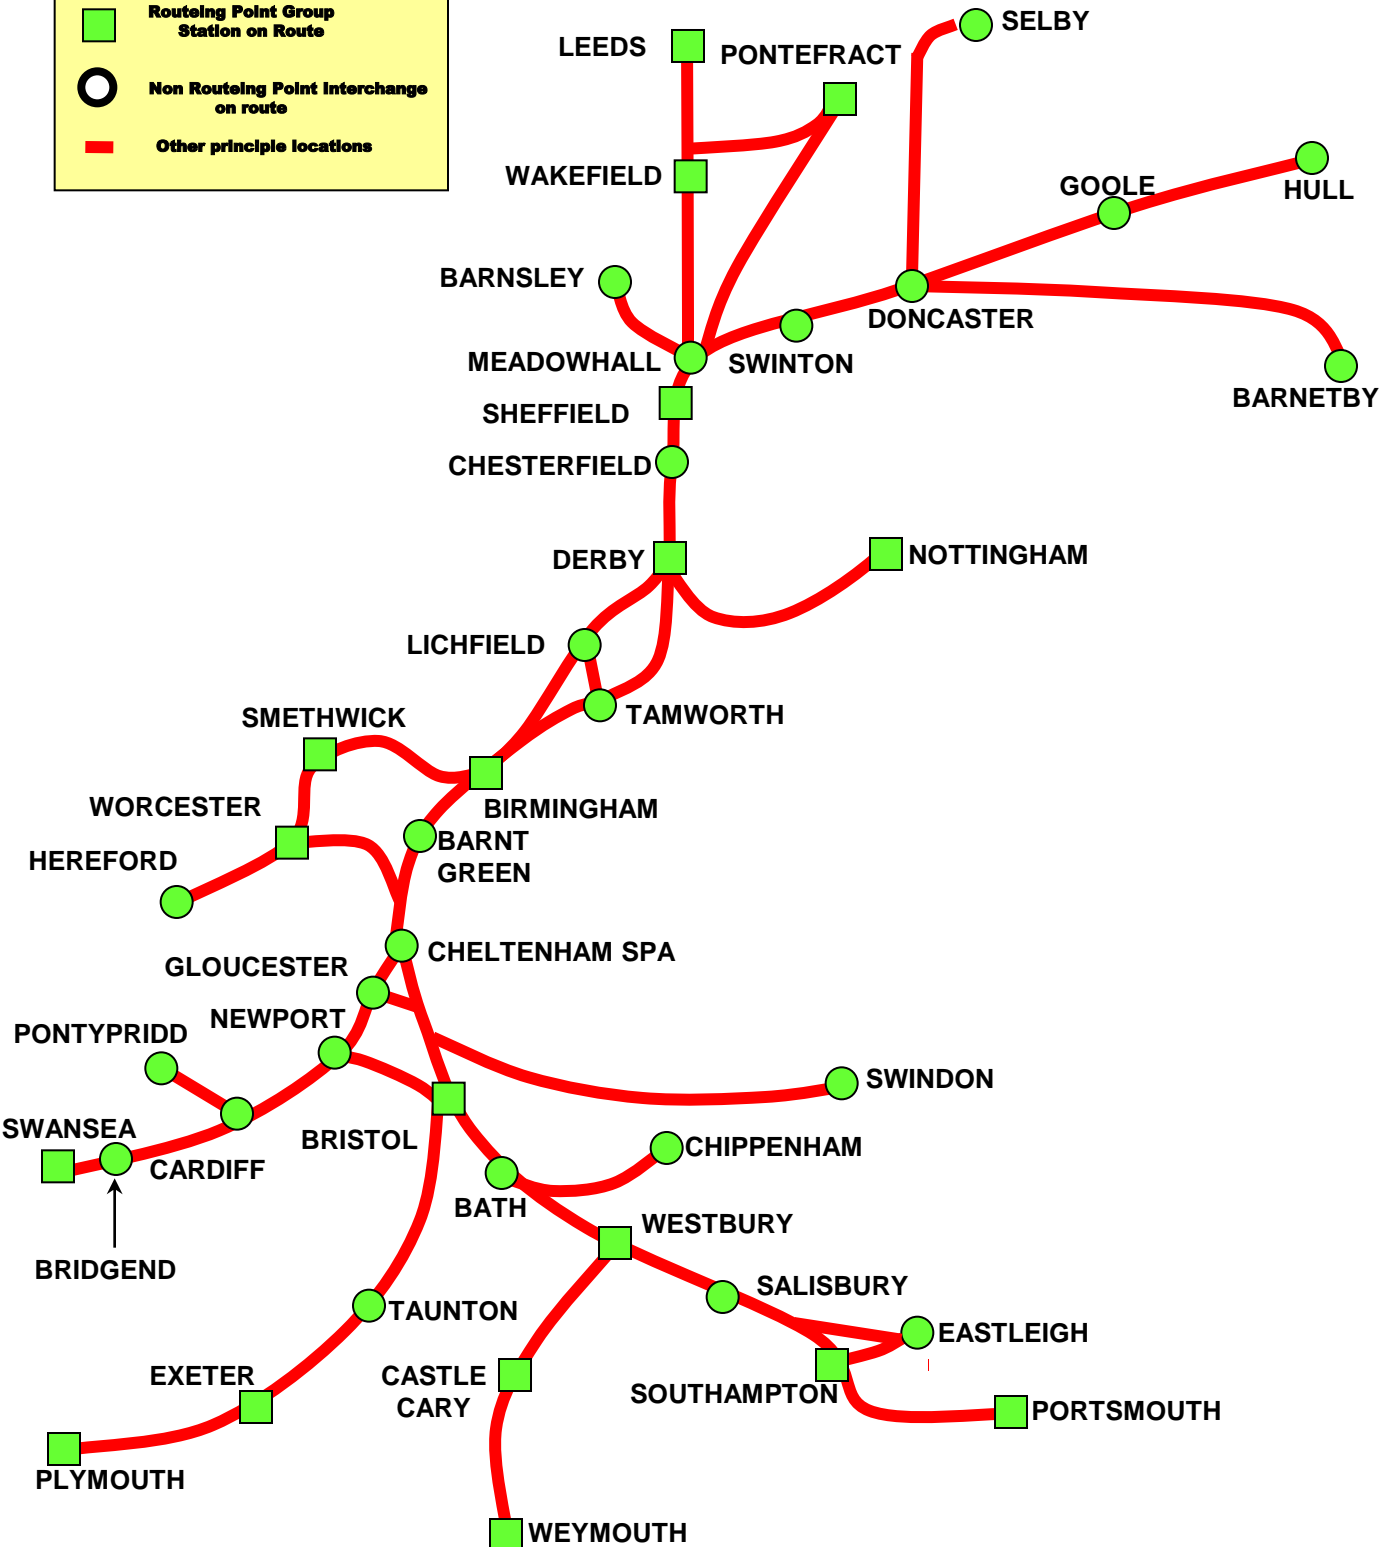 Routeing Point Group
Station on Route
Non Routeing Point Interchange
on route
Other principle locations
SELBY
LEEDS
PONTEFRACT
WAKEFIELD
GOOLE
HULL
BARNSLEY
DONCASTER
MEADOWHALL
SWINTON
BARNETBY
SHEFFIELD
CHESTERFIELD
DERBY
NOTTINGHAM
LICHFIELD
TAMWORTH
SMETHWICK
WORCESTER
BIRMINGHAM
BARNT
GREEN
HEREFORD
CHELTENHAM SPA
GLOUCESTER
NEWPORT
PONTYPRIDD
SWINDON
SWANSEA
BRISTOL
CHIPPENHAM
CARDIFF
BATH
WESTBURY
BRIDGEND
SALISBURY
TAUNTON
EASTLEIGH
EXETER
CASTLE
CARY
SOUTHAMPTON
PORTSMOUTH
PLYMOUTH
WEYMOUTH